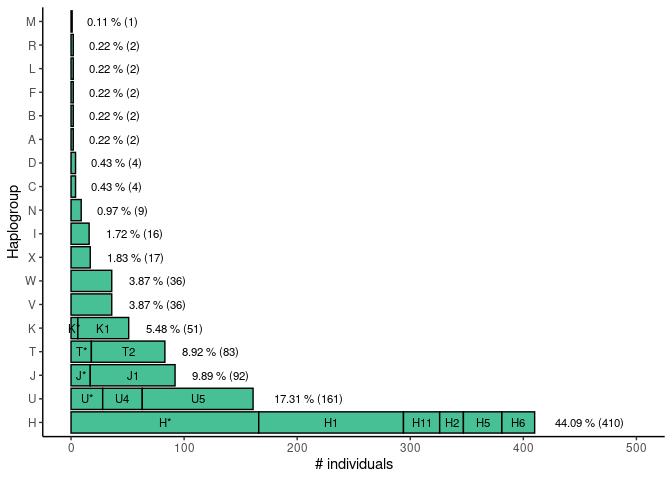 M 0.11 % (1)
R 0.22 % (2)
L 0.22 % (2)
F 0.22 % (2)
B 0.22 % (2)
A 0.22 % (2)
D 0.43 % (4)
C 0.43 % (4)
N 0.97 % (9)
I 1.72 % (16)
X 1.83 % (17)
W 3.87 % (36)
V 3.87 % (36)
K K* K1 5.48 % (51)
T T* T2 8.92 % (83)
J J* J1 9.89 % (92)
U U* U4 U5 17.31 % (161)
H H* H1 H11 H2 H5 H6 44.09 % (410)
Haplogroup
0 100 200 300 400 500
# individuals